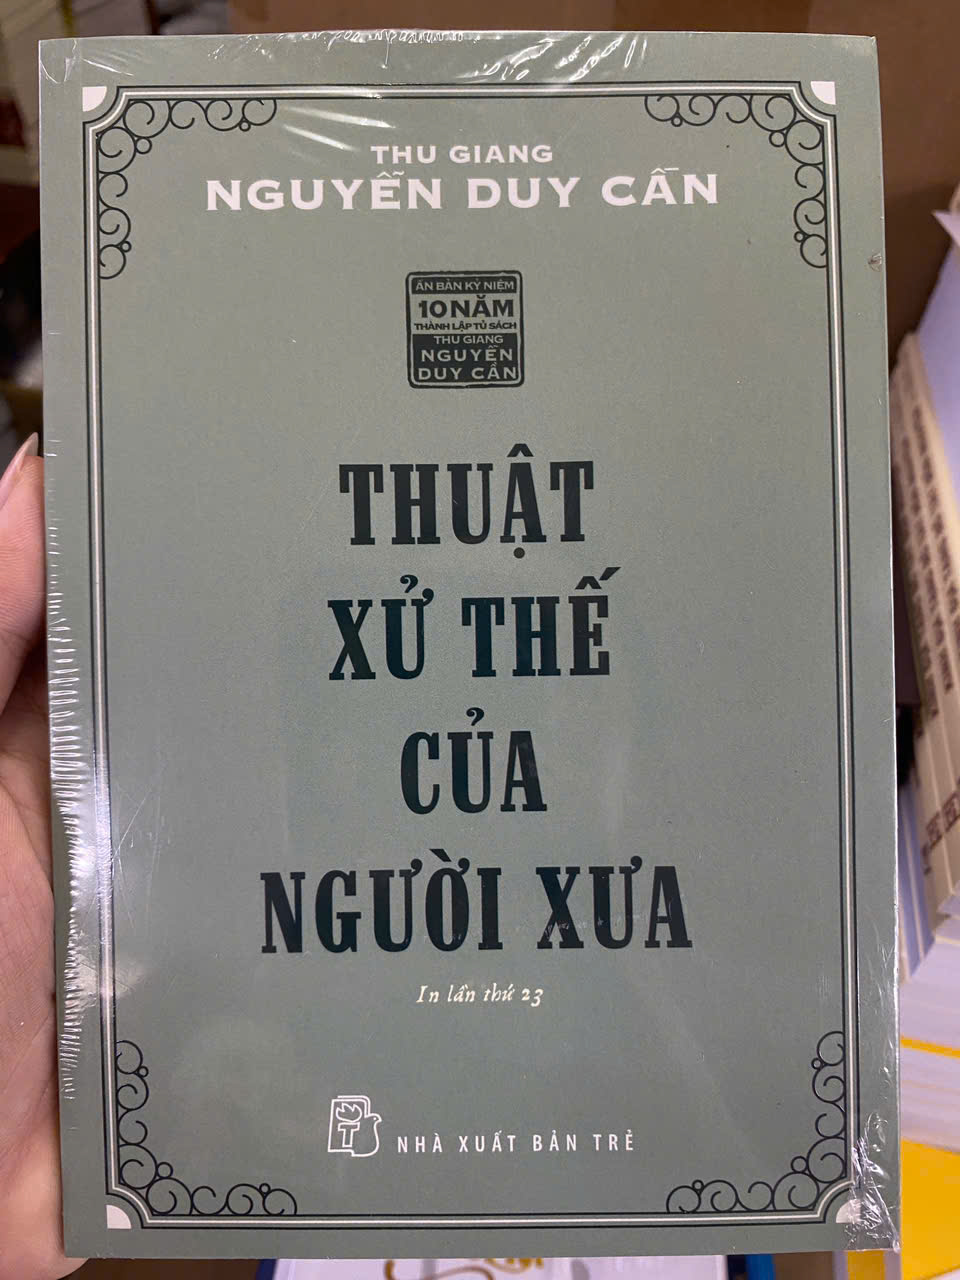 THU GIANG
NGUYỄN DUY CẦN
ẤN BẢN KỶ NIỆM
10 NĂM
THÀNH LẬP TỦ SÁCH
THU GIANG
NGUYỄN
DUY CẦN
THUẬT
XỬ THẾ
CỦA
NGƯỜI XƯA
In lần thứ 23
T
NHÀ XUẤT BẢN TRẺ